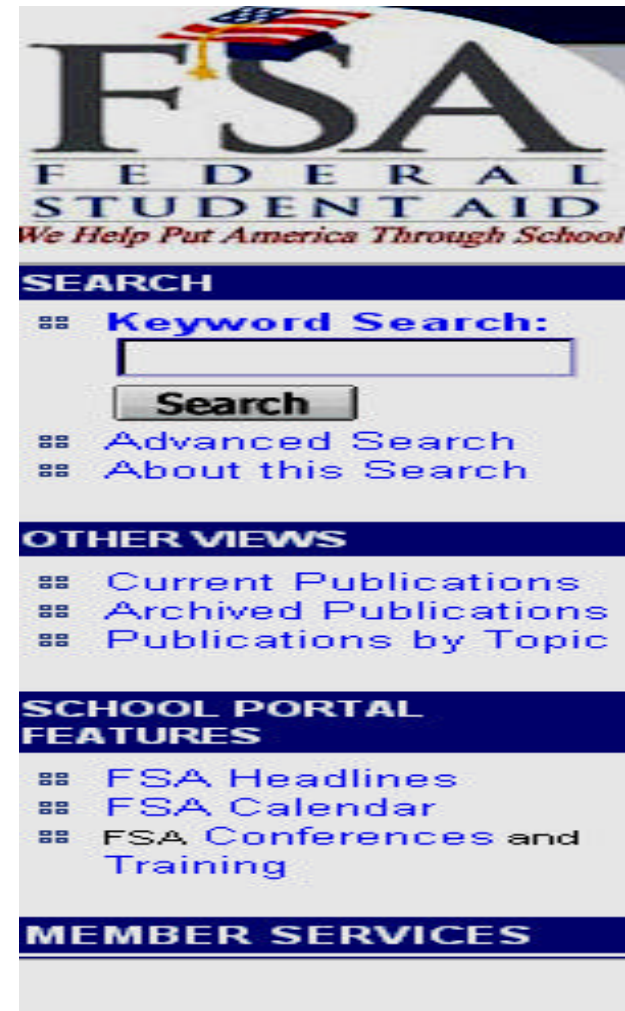 FSA
FEDERAL
STUDENT AID
We Help Put America Through School
SEARCH
Keyword Search:
Search
Advanced Search
About this Search
OTHER VIEWS
Current Publications
Archived Publications
Publications by Topic
SCHOOL PORTAL
FEATURES
FSA Headlines
FSA Calendar
FSA Conferences and
Training
MEMBER SERVICES